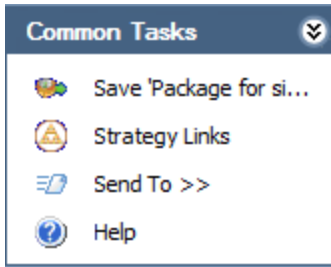 Common Tasks
Save 'Package for si...
Strategy Links
Send To >>
Help